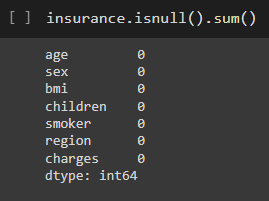 [ ] insurance.isnull().sum()
age 0
sex 0
bmi 0
children 0
smoker 0
region 0
charges 0
dtype: int64